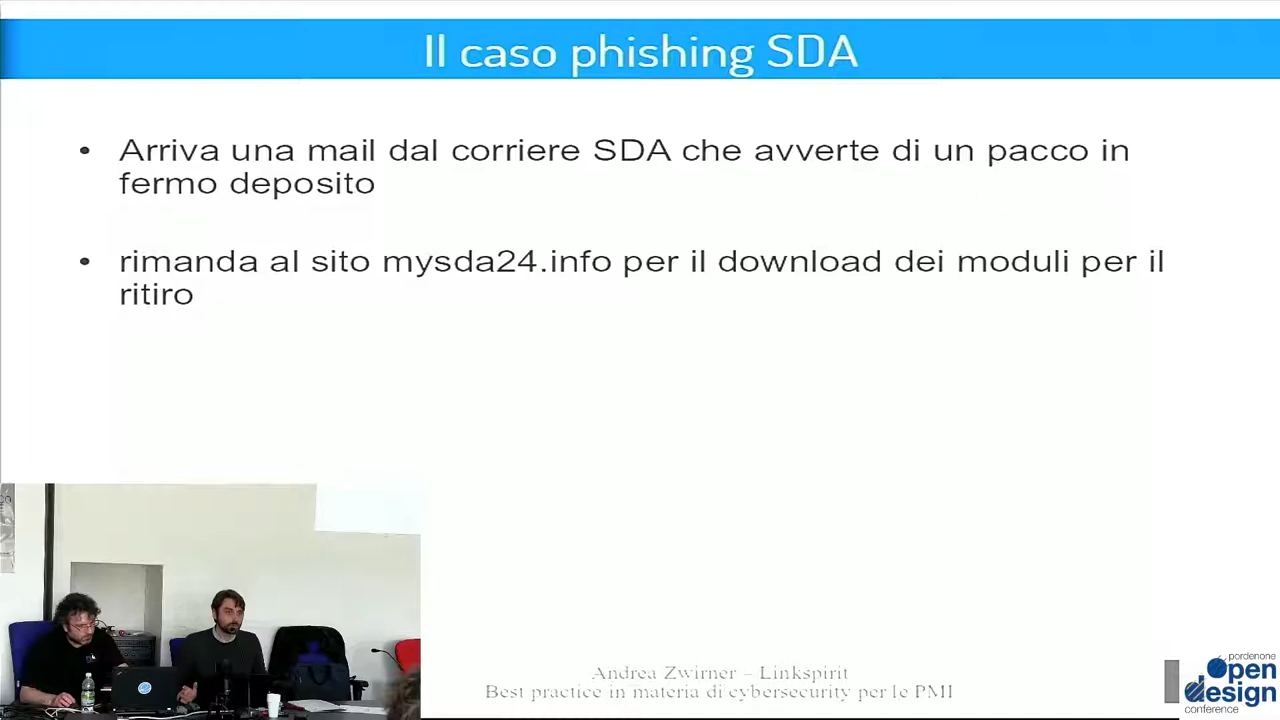 Il caso phishing SDA
• Arriva una mail dal corriere SDA che avverte di un pacco in
fermo deposito
• rimanda al sito mysda24.info per il download dei moduli per il
ritiro
Andrea Zwirner – Linkspirit
Best practice in materia di cybersecurity per le PMI
pordenone
open
design
conference